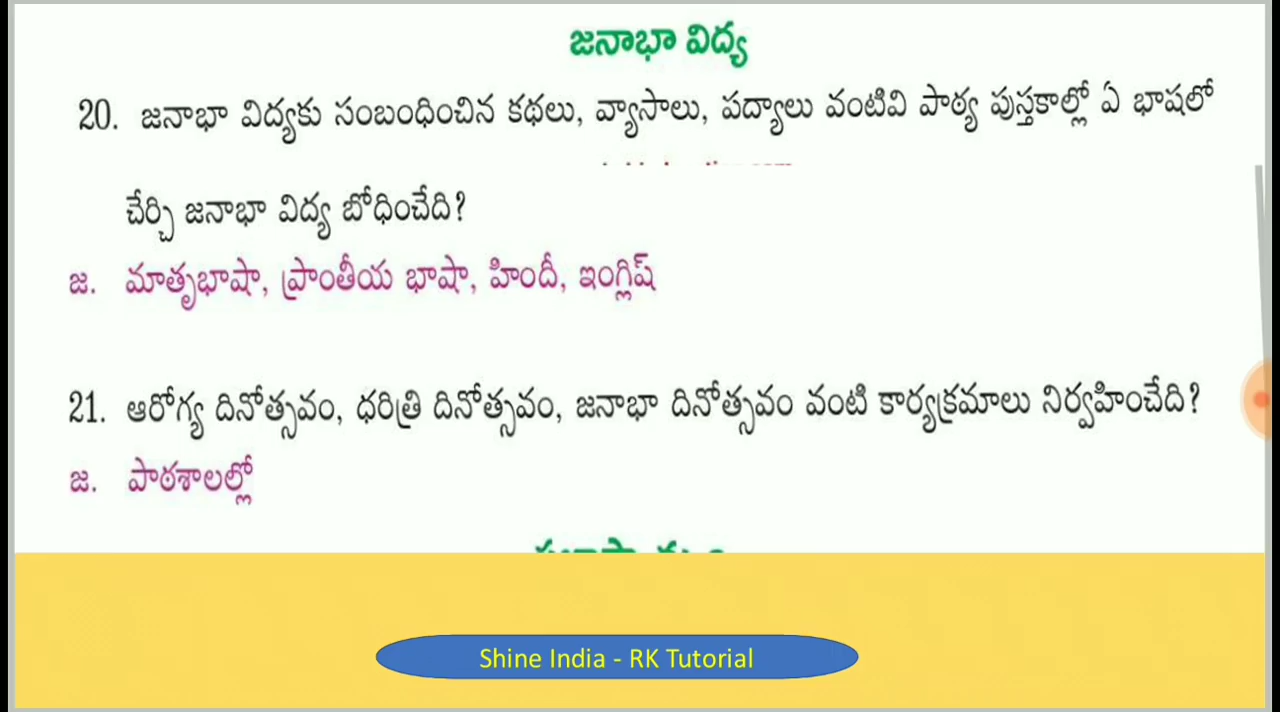 జనాభా విద్య
20. జనాభా విద్యకు సంబంధించిన కథలు, వ్యాసాలు, పద్యాలు వంటివి పాఠ్య పుస్తకాల్లో ఏ భాషలో
చేర్చి జనాభా విద్య బోధించేది?
జ. మాతృభాషా, ప్రాంతీయ భాషా, హిందీ, ఇంగ్లిష్
21. ఆరోగ్య దినోత్సవం, ధరిత్రి దినోత్సవం, జనాభా దినోత్సవం వంటి కార్యక్రమాలు నిర్వహించేది?
జ. పాఠశాలల్లో
Shine India - RK Tutorial